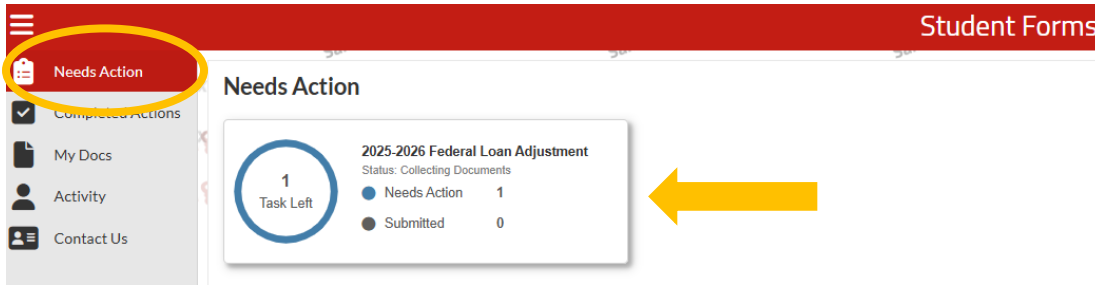 Student Forms
Needs Action
Completed Actions
My Docs
Activity
Contact Us
Needs Action
1
Task Left
2025-2026 Federal Loan Adjustment
Status: Collecting Documents
Needs Action 1
Submitted 0